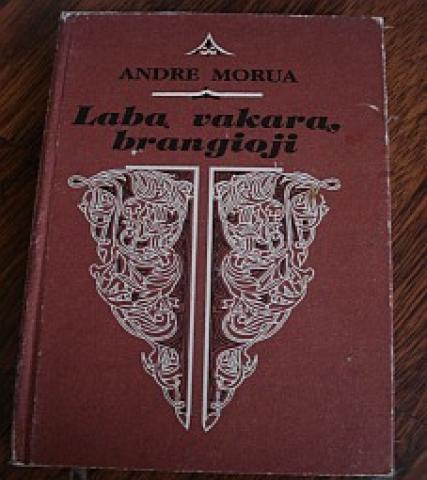 ANDRE MORUA
Laba vakara,
brangioji